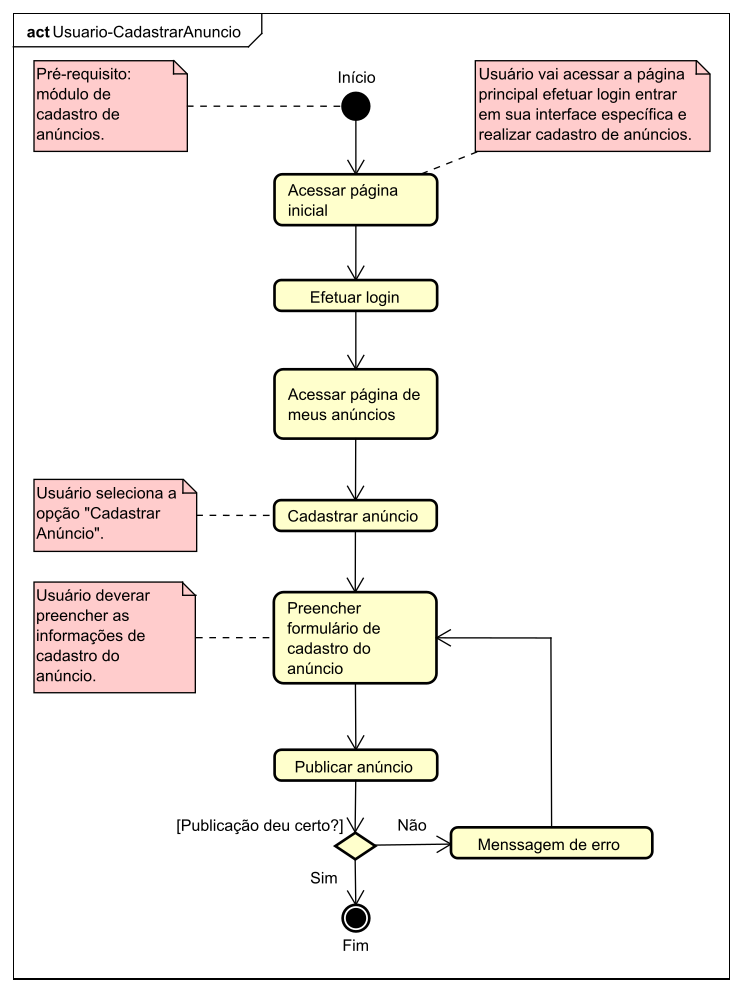 act Usuario-CadastrarAnuncio
Pré-requisito:
módulo de
cadastro de
anúncios.
Início
Usuário vai acessar a página
principal efetuar login entrar
em sua interface específica e
realizar cadastro de anúncios.
Acessar página
inicial
Efetuar login
Acessar página de
meus anúncios
Usuário seleciona a
opção "Cadastrar
Anúncio".
Cadastrar anúncio
Usuário deverar
preencher as
informações de
cadastro do
anúncio.
Preencher
formulário de
cadastro do
anúncio
Publicar anúncio
[Publicação deu certo?]
Não
Menssagem de erro
Sim
Fim